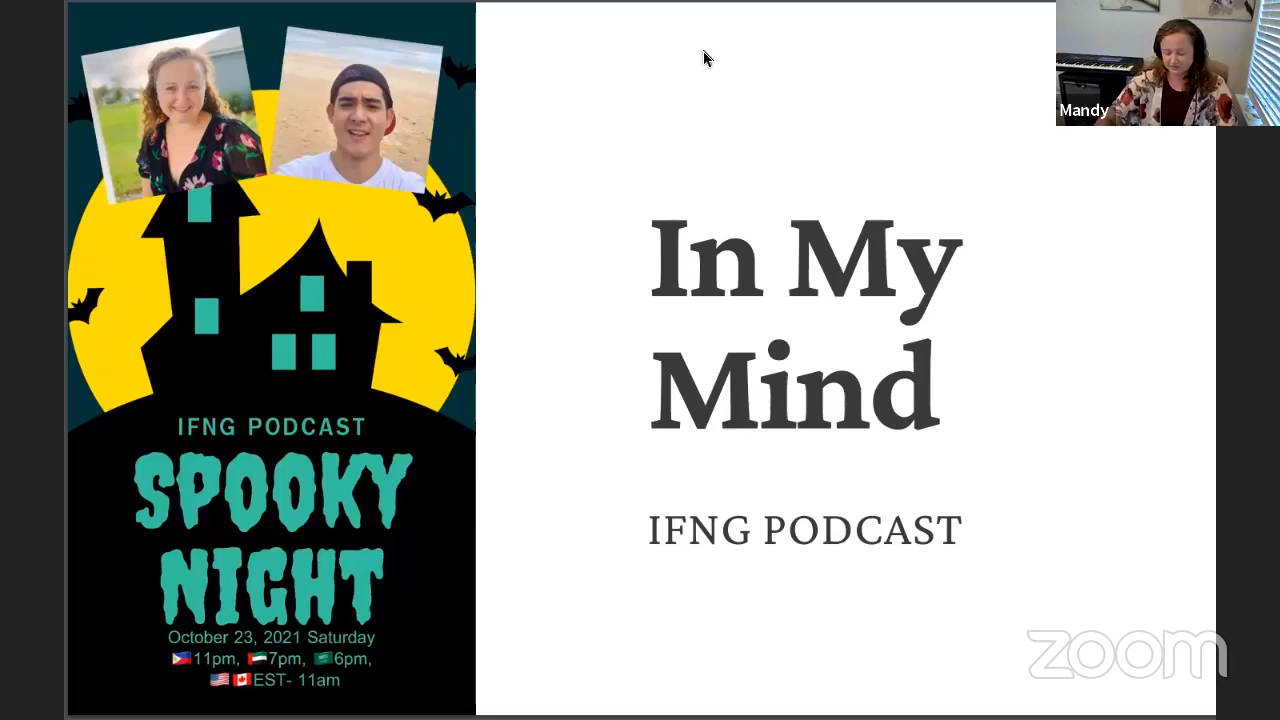 IFNG PODCAST
SPOOKY
NIGHT
October 23, 2021 Saturday
🇵🇭11pm, 🇦🇪7pm, 🇸🇦6pm,
🇺🇸🇨🇦EST- 11am
In My
Mind
IFNG PODCAST
Mandy
zoom